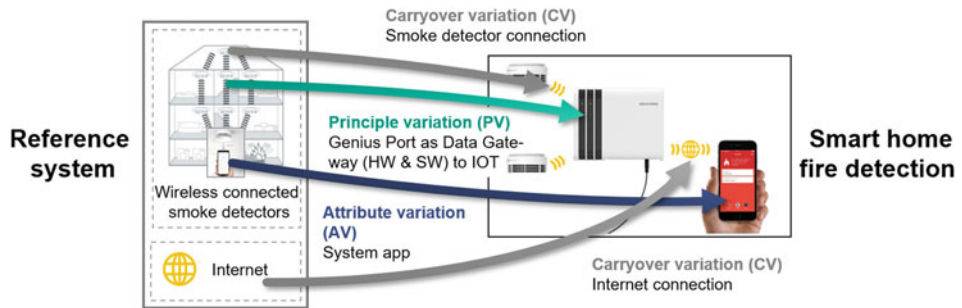 Carryover variation (CV)
Smoke detector connection
Reference
system
Principle variation (PV)
Genius Port as Data Gate-
way (HW & SW) to IOT
Smart home
fire detection
Wireless connected
smoke detectors
Attribute variation
(AV)
System app
Internet
Carryover variation (CV)
Internet connection